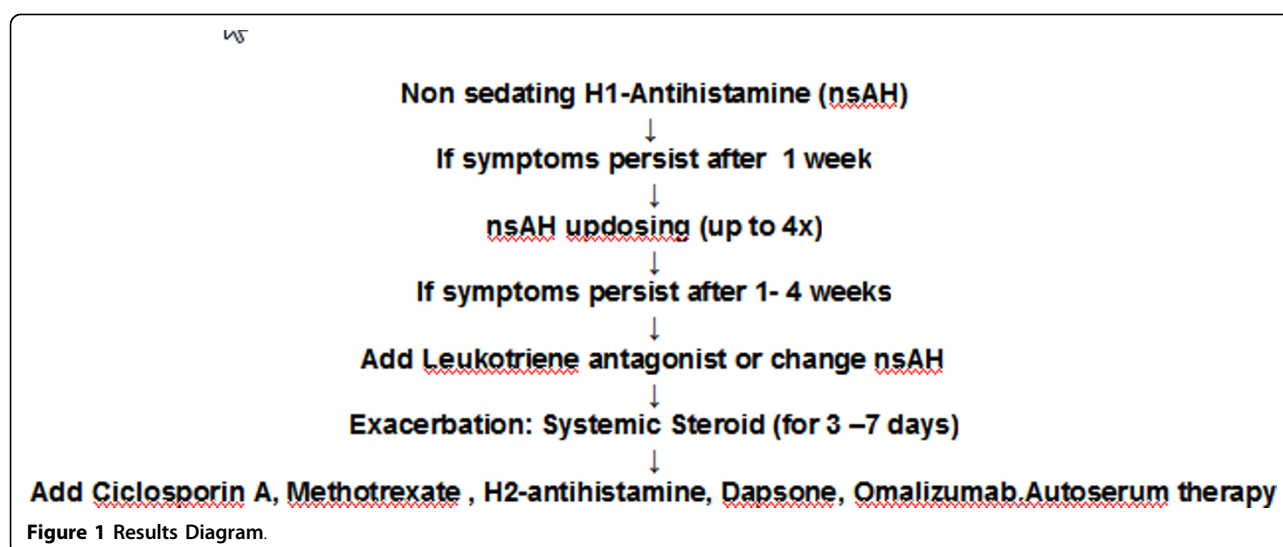 Non sedating H1-Antihistamine (nsAH)
↓
If symptoms persist after 1 week
↓
nsAH updosing (up to 4x)
↓
If symptoms persist after 1- 4 weeks
↓
Add Leukotriene antagonist or change nsAH
↓
Exacerbation: Systemic Steroid (for 3 –7 days)
↓
Add Ciclosporin A, Methotrexate , H2-antihistamine, Dapsone, Omalizumab.Autoserum therapy
Figure 1 Results Diagram.